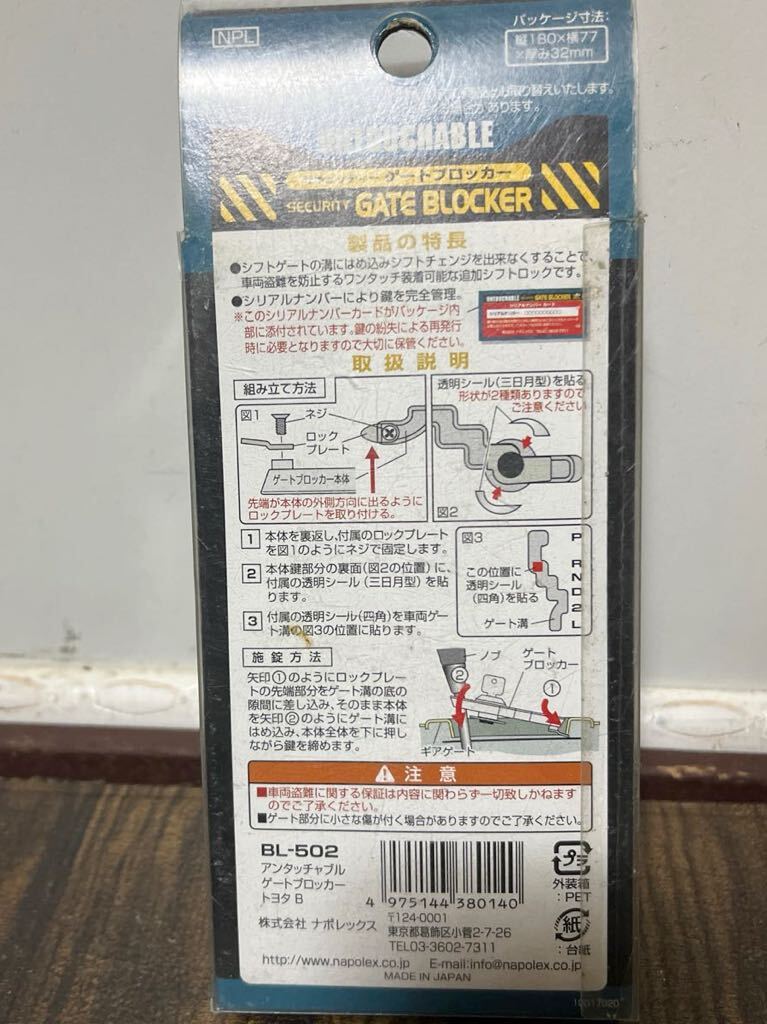 NPL
パッケージ寸法:
縦180×横77
×厚み32mm
取り替えいたします。
があります。
UNTOUCHABLE
ゲートブロッカー
SECURITY GATE BLOCKER
製品の特長
●シフトゲートの溝にはめ込みシフトチェンジを出来なくすることで、
車両盗難を防止するワンタッチ装着可能な追加シフトロックです。
●シリアルナンバーにより鍵を完全管理。
※このシリアルナンバーカードがパッケージ内
部に添付されています。鍵の紛失による再発行
時に必要となりますので大切に保管ください。
UNTOUCHABLE GATE BLOCKER
シリアルナンバー カード
取扱説明
組み立て方法
図1
ネジ
ロック
プレート
ゲートブロッカー本体
先端が本体の外側方向に出るように
ロックプレートを取り付ける。
透明シール(三日月型)を貼る
形状が2種類ありますので
ご注意ください
図2
1 本体を裏返し、付属のロックプレート
を図1のようにネジで固定します。
2 本体鍵部分の裏面(図2の位置)に、
付属の透明シール(三日月型)を貼
ります。
3 付属の透明シール(四角)を車両ゲー
ト溝の図3の位置に貼ります。
図3
この位置に
透明シール
(四角)を貼る
ゲート溝
P
R
N
D
2
L
施錠方法
矢印①のようにロックプレー
トの先端部分をゲート溝の底の
隙間に差し込み、そのまま本体
を矢印②のようにゲート溝に
はめ込み、本体全体を下に押し
ながら鍵を締めます。
ノブ
ゲート
ブロッカー
②
①
ギアゲート
注意
■車両盗難に関する保証は内容に関わらず一切致しかねます
のでご了承ください。
■ゲート部分に小さな傷が付く場合がありますのでご了承ください。
BL-502
アンタッチャブル
ゲートブロッカー
トヨタ B
4 975144 380140
外装箱
:PET
紙
:台紙
株式会社 ナポレックス
〒124-0001
東京都葛飾区小菅2-7-26
TEL03-3602-7311
http://www.napolex.co.jp E-mail:info@napolex.co.jp
MADE IN JAPAN